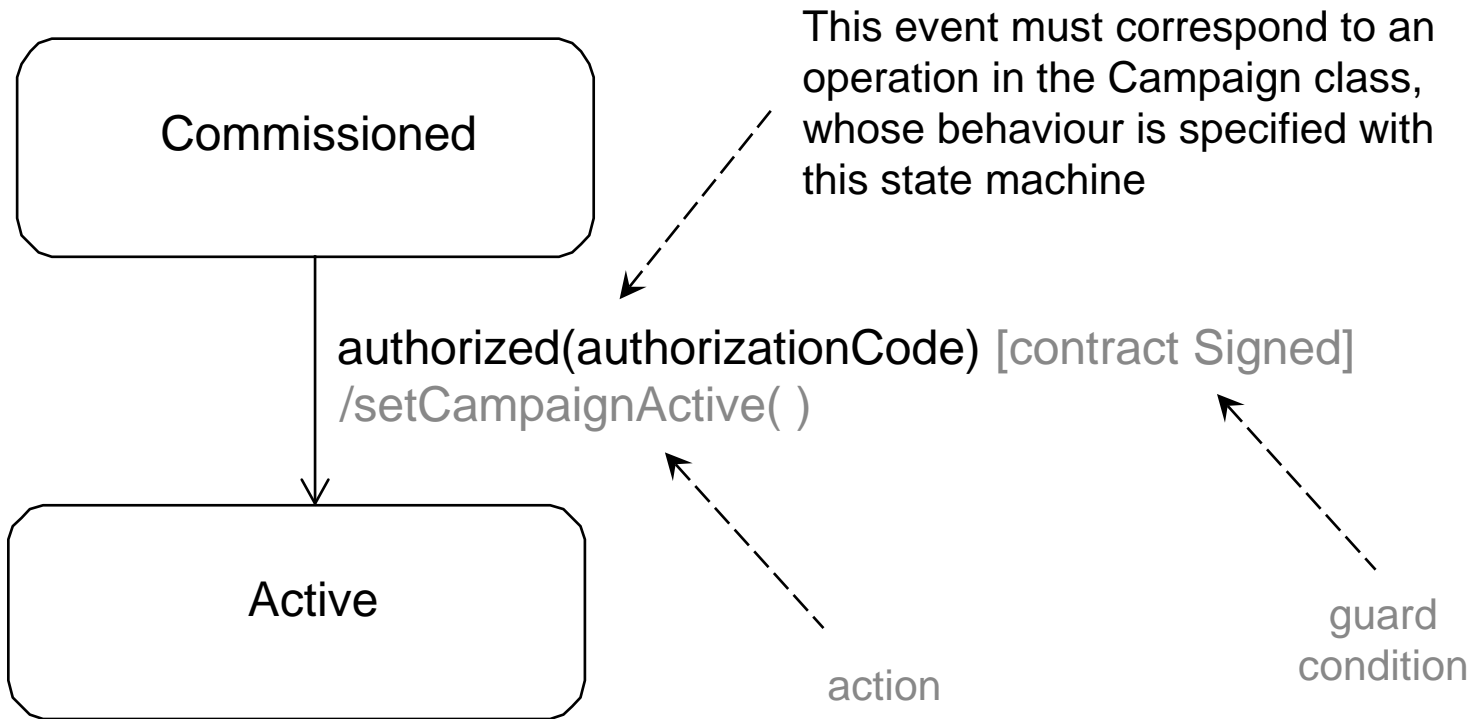 This event must correspond to an
operation in the Campaign class,
whose behaviour is specified with
this state machine
Commissioned
authorized(authorizationCode) [contract Signed]
/setCampaignActive( )
Active
action
guard
condition